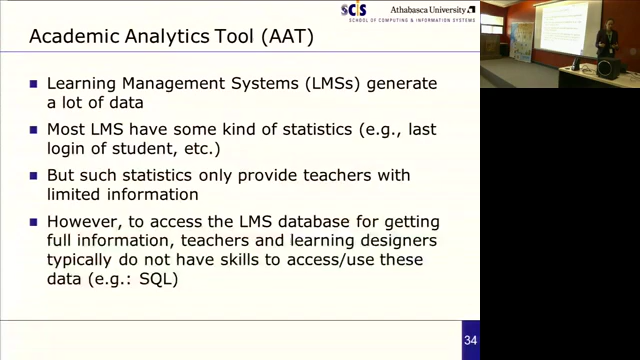 SCIS
SCHOOL OF COMPUTING & INFORMATION SYSTEMS
Athabasca University
Academic Analytics Tool (AAT)
Learning Management Systems (LMSs) generate
a lot of data
Most LMS have some kind of statistics (e.g., last
login of student, etc.)
But such statistics only provide teachers with
limited information
However, to access the LMS database for getting
full information, teachers and learning designers
typically do not have skills to access/use these
data (e.g.: SQL)
34